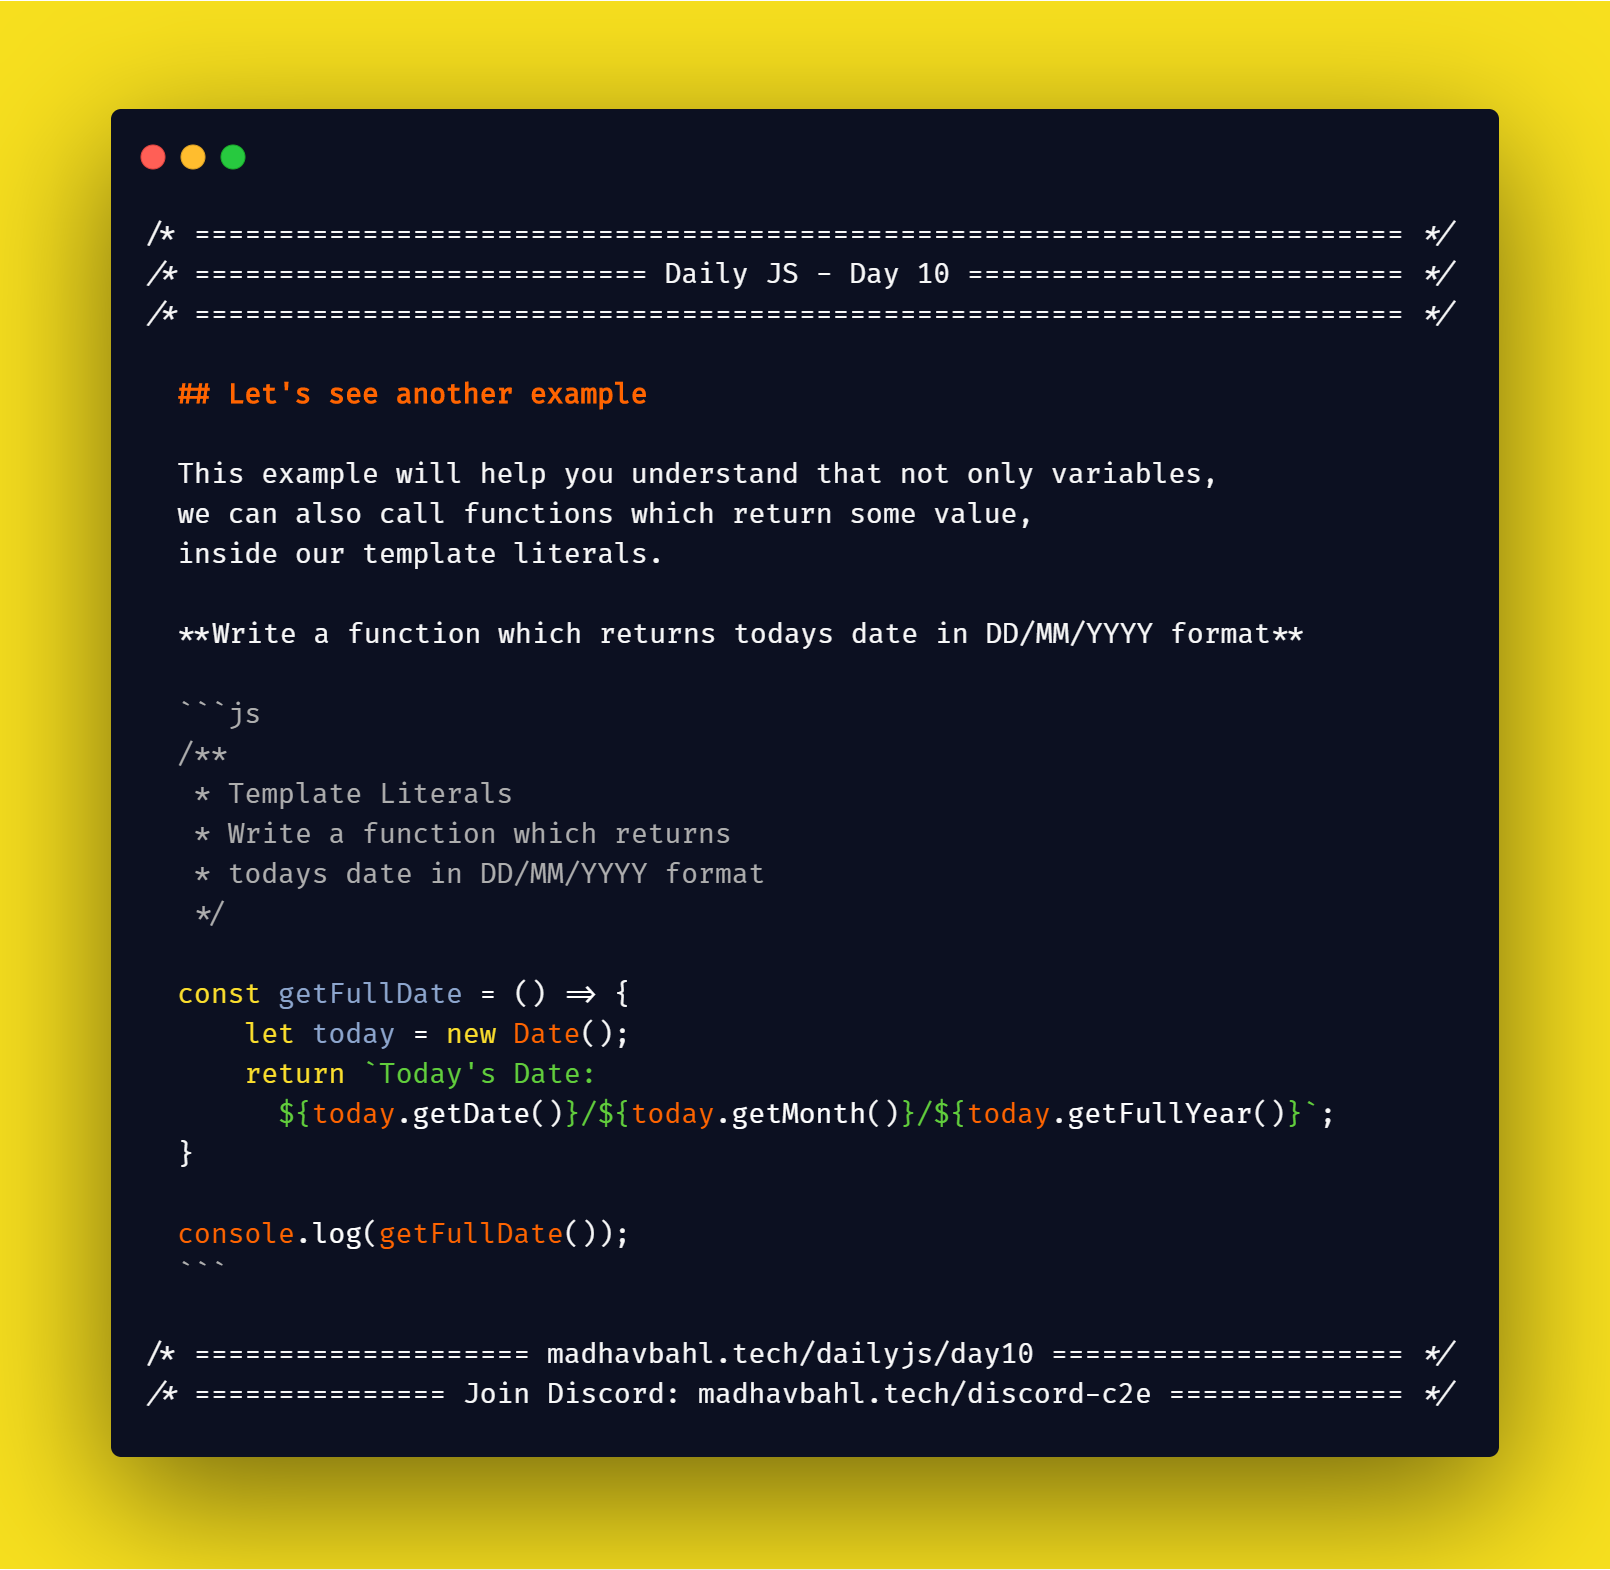 /* ======================================================================== */
/* =========================== Daily JS - Day 10 ========================== */
/* ======================================================================== */
## Let's see another example
This example will help you understand that not only variables,
we can also call functions which return some value,
inside our template literals.
**Write a function which returns todays date in DD/MM/YYYY format**
```js
/**
 * Template Literals
 * Write a function which returns
 * todays date in DD/MM/YYYY format
 */
const getFullDate = () => {
    let today = new Date();
    return `Today's Date:
      ${today.getDate()}/${today.getMonth()}/${today.getFullYear()}`;
}
console.log(getFullDate());
```
/* ==================== madhavbahl.tech/dailyjs/day10 ===================== */
/* =============== Join Discord: madhavbahl.tech/discord-c2e ============== */